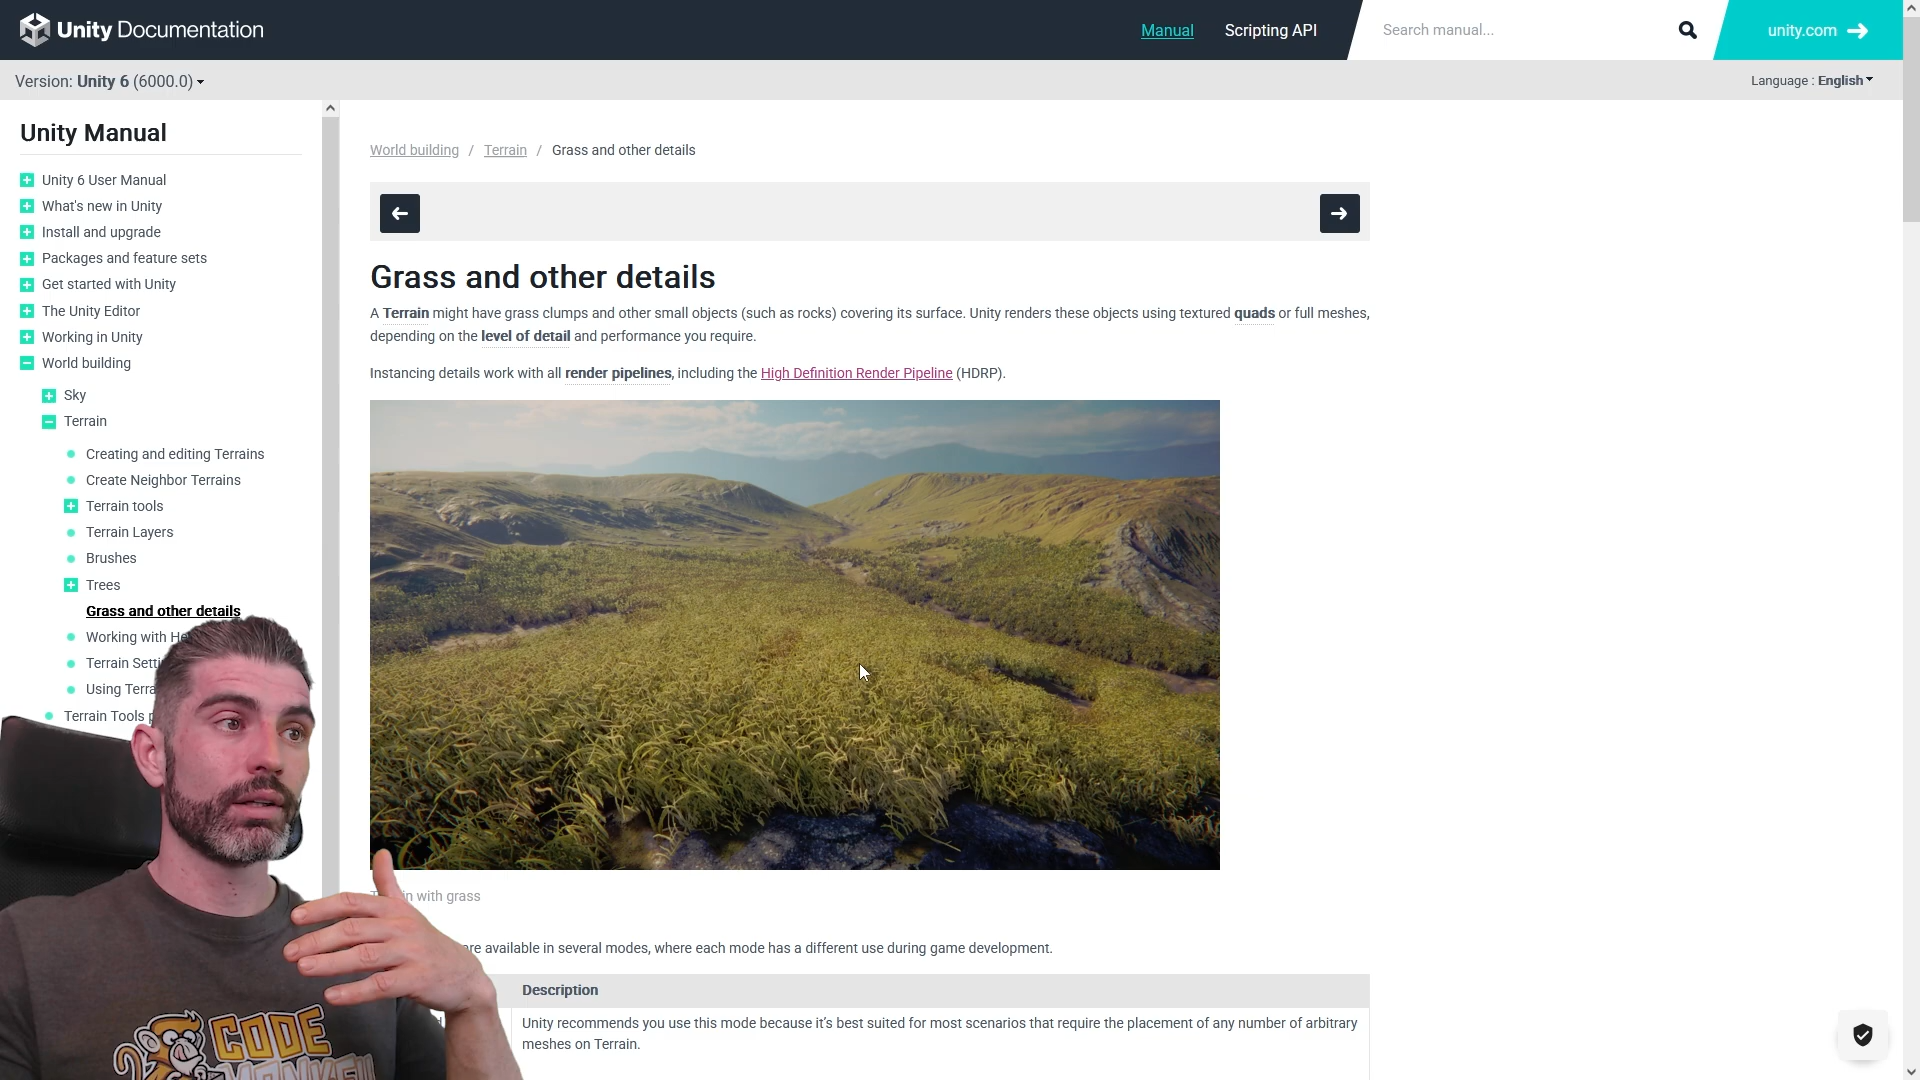 Unity Documentation
Manual
Scripting API
Search manual...
unity.com
Version: Unity 6 (6000.0)
Language : English
Unity Manual
Unity 6 User Manual
What's new in Unity
Install and upgrade
Packages and feature sets
Get started with Unity
The Unity Editor
Working in Unity
World building
Sky
Terrain
Creating and editing Terrains
Create Neighbor Terrains
Terrain tools
Terrain Layers
Brushes
Trees
Grass and other details
Working with
Terrain
Using
Terrain Tools
World building / Terrain / Grass and other details
Grass and other details
A Terrain might have grass clumps and other small objects (such as rocks) covering its surface. Unity renders these objects using textured quads or full meshes,
depending on the level of detail and performance you require.
Instancing details work with all render pipelines, including the High Definition Render Pipeline (HDRP).
with grass
are available in several modes, where each mode has a different use during game development.
Description
Unity recommends you use this mode because it's best suited for most scenarios that require the placement of any number of arbitrary
meshes on Terrain.
CODE
MONKEY